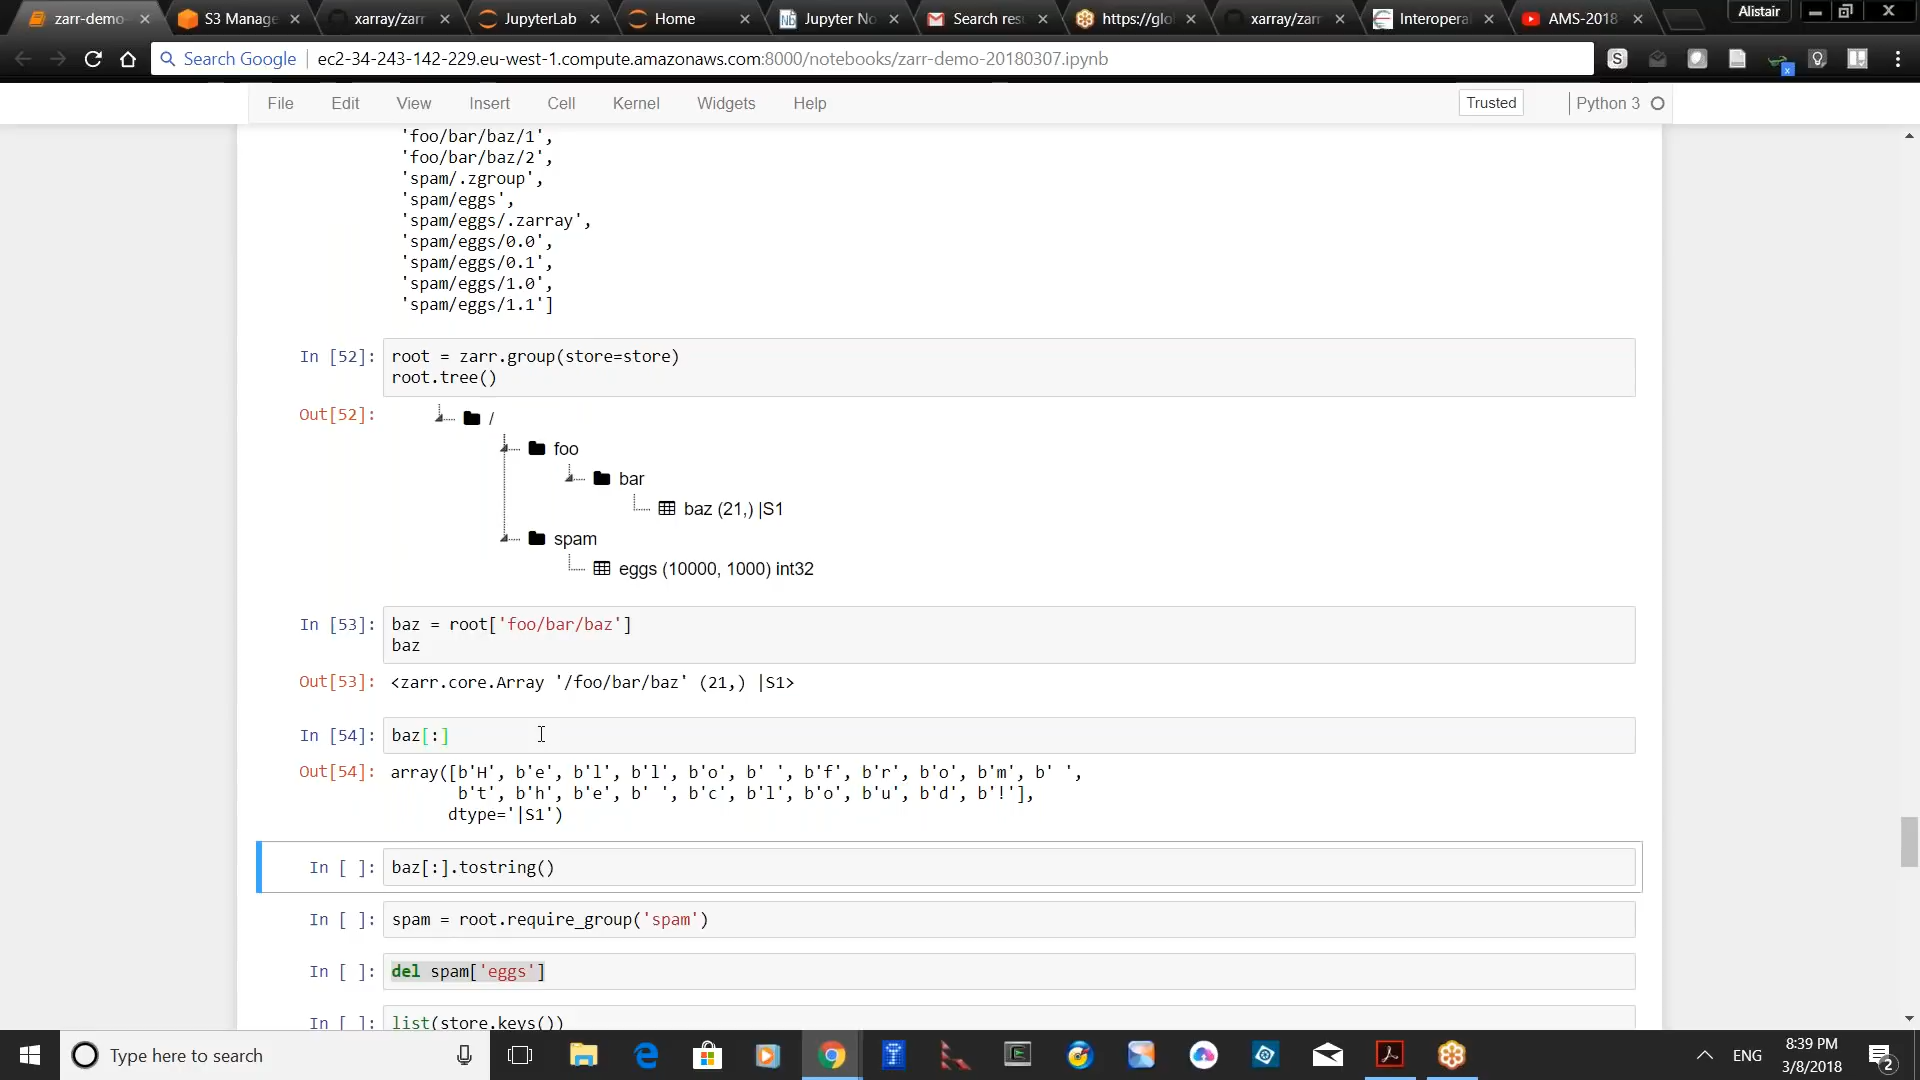 zarr-demo
S3 Manage
xarray/zarr
JupyterLab
Home
Jupyter No
Search res
https://glo
xarray/zarr
Interopera
AMS-2018
Alistair
Search Google
ec2-34-243-142-229.eu-west-1.compute.amazonaws.com:8000/notebooks/zarr-demo-20180307.ipynb
File Edit View Insert Cell Kernel Widgets Help
Trusted
Python 3
'foo/bar/baz/1',
'foo/bar/baz/2',
'spam/.zgroup',
'spam/eggs',
'spam/eggs/.zarray',
'spam/eggs/0.0',
'spam/eggs/0.1',
'spam/eggs/1.0',
'spam/eggs/1.1']
In [52]: root = zarr.group(store=store)
root.tree()
Out[52]: /
foo
bar
baz (21,) |S1
spam
eggs (10000, 1000) int32
In [53]: baz = root['foo/bar/baz']
baz
Out[53]: <zarr.core.Array '/foo/bar/baz' (21,) |S1>
In [54]: baz[:]
Out[54]: array([b'H', b'e', b'l', b'l', b'o', b' ', b'f', b'r', b'o', b'm', b' ',
b't', b'h', b'e', b' ', b'c', b'l', b'o', b'u', b'd', b'!'],
dtype='|S1')
In [ ]: baz[:].tostring()
In [ ]: spam = root.require_group('spam')
In [ ]: del spam['eggs']
In [ ]: list(store.keys())
Type here to search
ENG
8:39 PM
3/8/2018
2